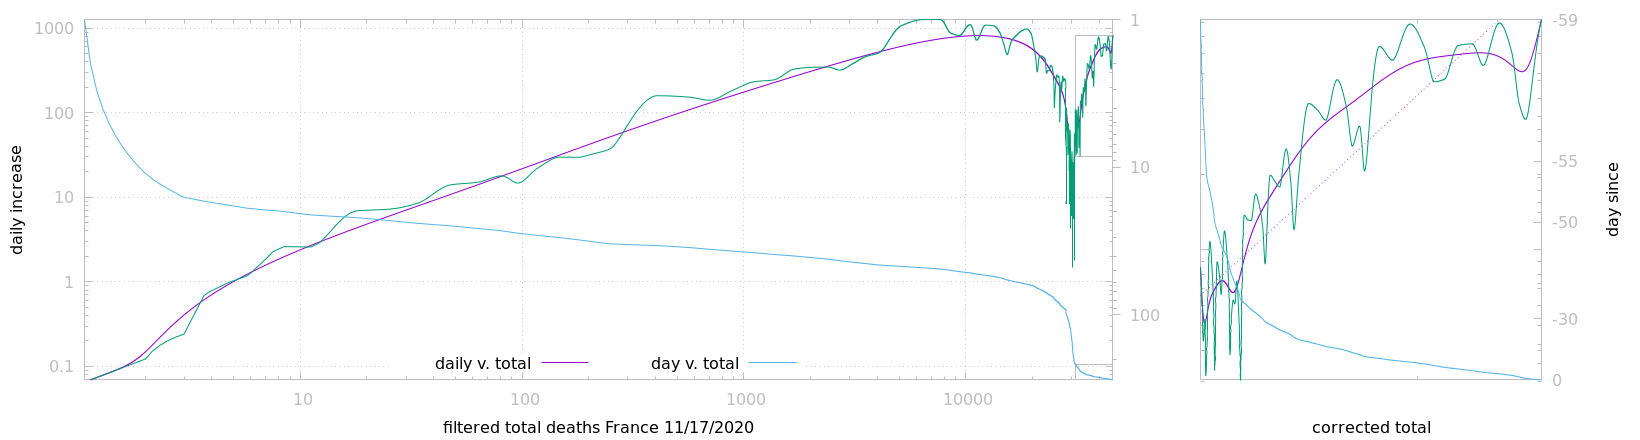 1000
100
10
1
0.1
daily increase
daily v. total
day v. total
10
100
1000
10000
filtered total deaths France 11/17/2020
1
10
100
-59
-55
-50
-30
0
day since
corrected total